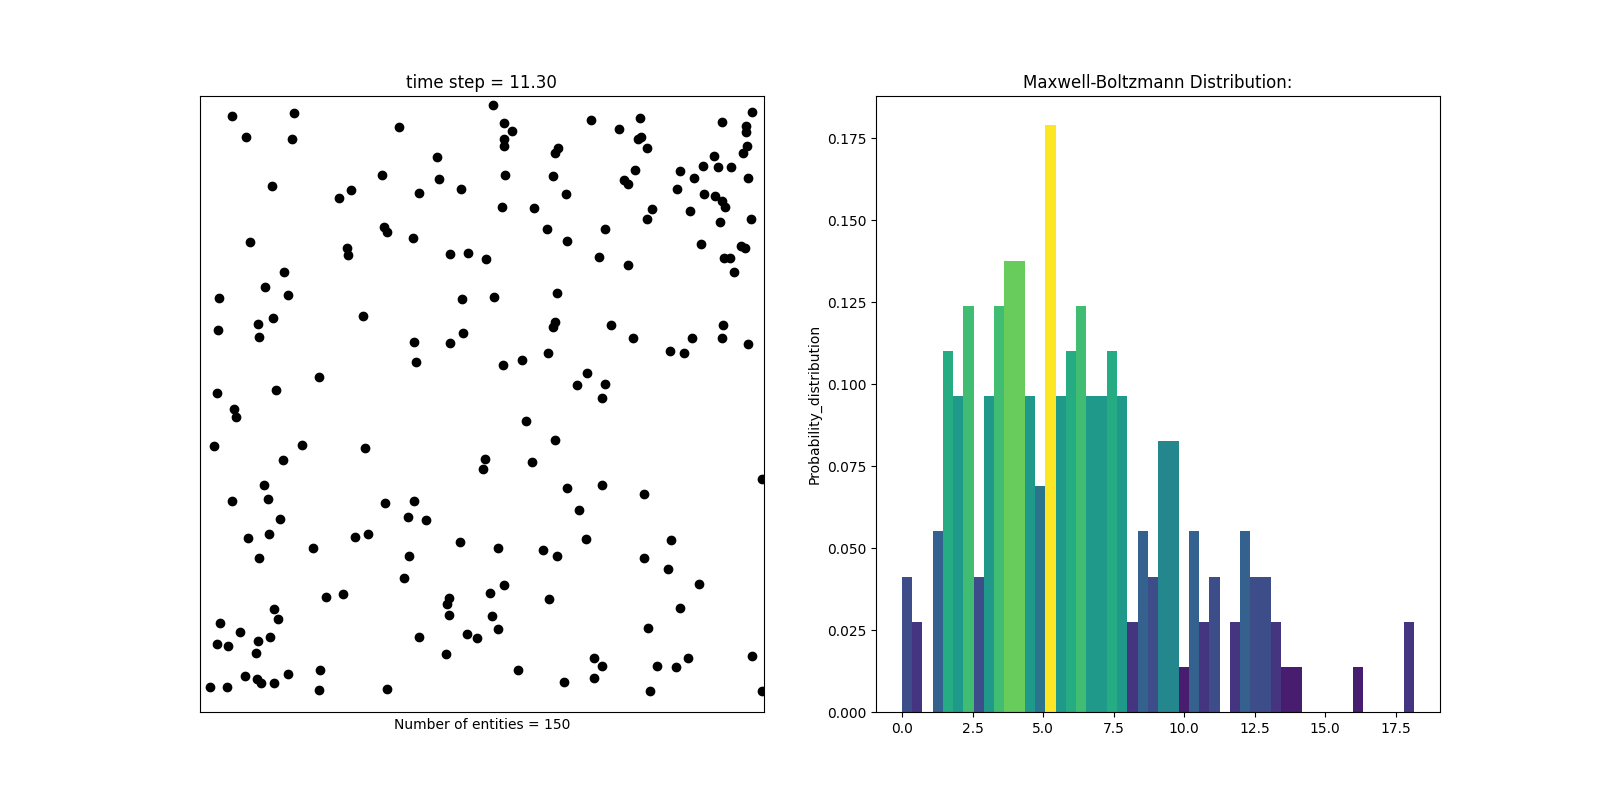 time step = 11.30
Number of entities = 150
Maxwell-Boltzmann Distribution:
Probability_distribution
0.175
0.150
0.125
0.100
0.075
0.050
0.025
0.000
0.0 2.5 5.0 7.5 10.0 12.5 15.0 17.5